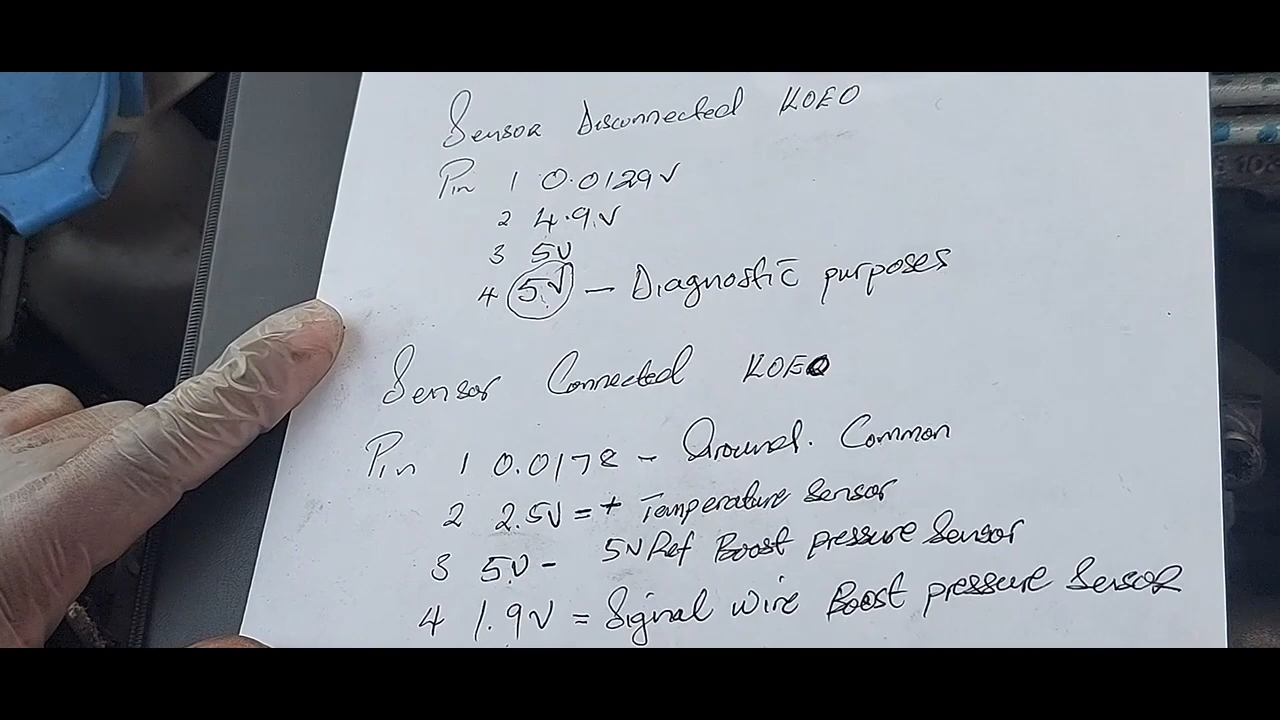 Sensor Disconnected KOEO
Pin 1 0.0129V
2 4.9V
3 5V
4 5V - Diagnostic purposes
Sensor Connected KOEO
Pin 1 0.0178 - Ground. Common
2 2.5V = + Temperature Sensor
3 5V - 5V Ref Boost pressure Sensor
4 1.9V = Signal wire Boost pressure Sensor